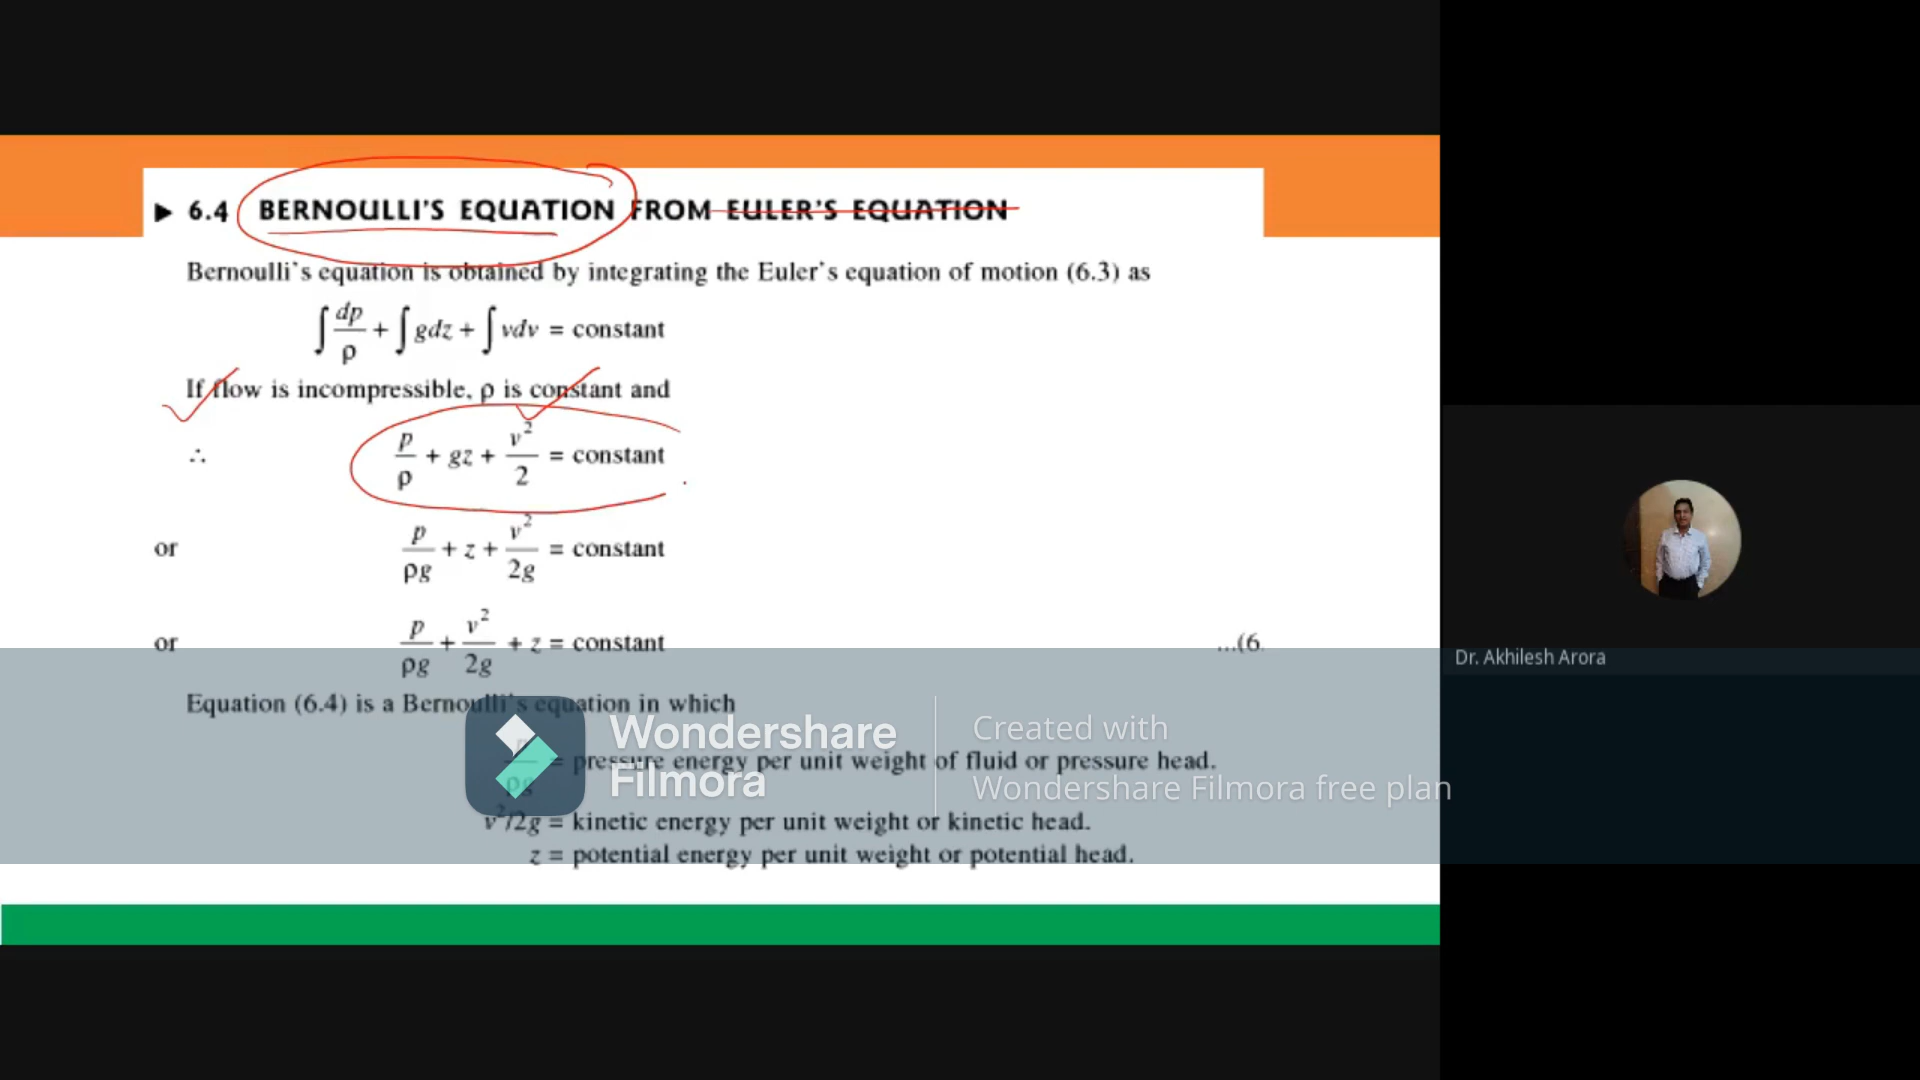 ▶ 6.4 BERNOULLI'S EQUATION FROM EULER'S EQUATION
Bernoulli's equation is obtained by integrating the Euler's equation of motion (6.3) as
∫ dp/ρ + ∫ gdz + ∫ vdv = constant
If flow is incompressible, ρ is constant and
∴ p/ρ + gz + v²/2 = constant
or p/ρg + z + v²/2g = constant
or p/ρg + v²/2g + z = constant ...(6.
Equation (6.4) is a Bernoulli's equation in which
p/ρg = pressure energy per unit weight of fluid or pressure head.
v²/2g = kinetic energy per unit weight or kinetic head.
z = potential energy per unit weight or potential head.
Dr. Akhilesh Arora
Wondershare
Filmora
Created with
Wondershare Filmora free plan